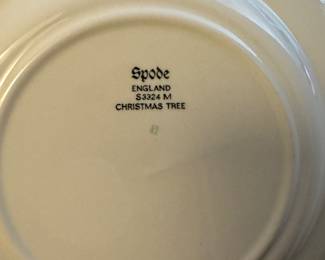 Spode
ENGLAND
S3324 M
CHRISTMAS TREE